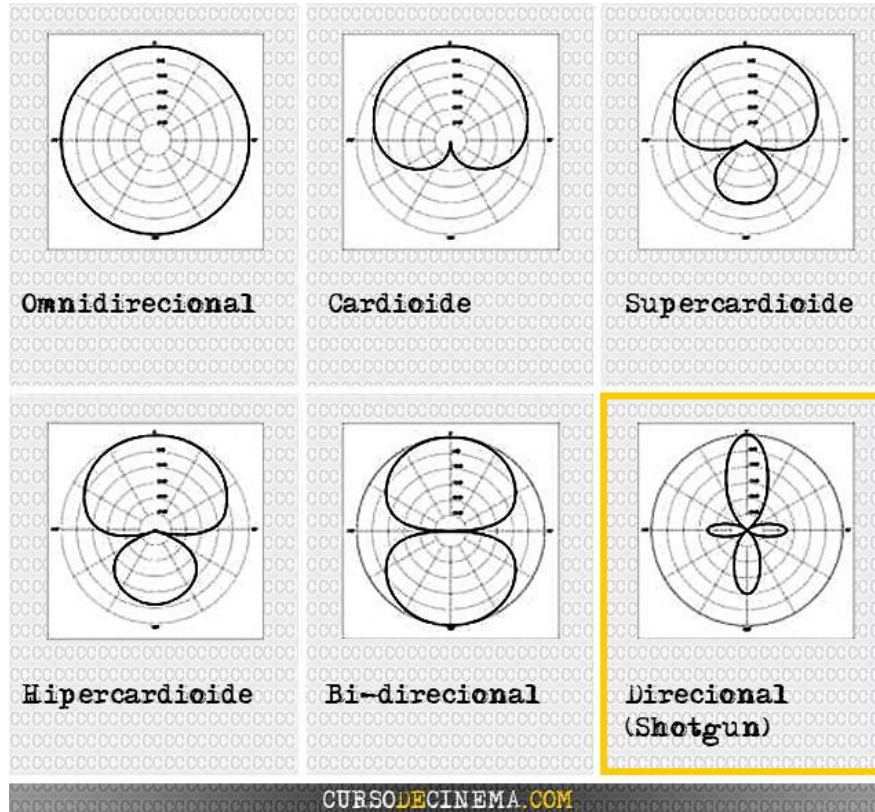 Omnidirecional
Cardioide
Supercardioide
Hipercardioide
Bi-direcional
Direcional
(Shotgun)
CURSODECINEMA.COM